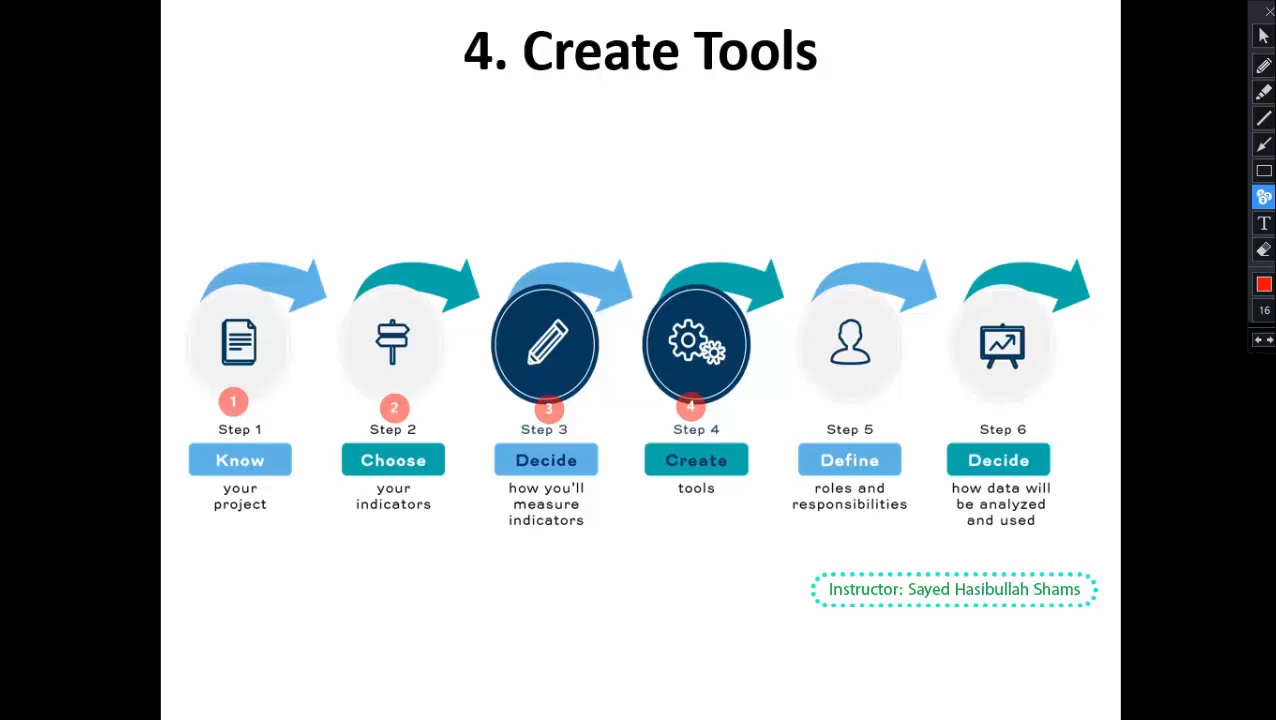 4. Create Tools
1
2
3
4
Step 1
Step 2
Step 3
Step 4
Step 5
Step 6
Know
Choose
Decide
Create
Define
Decide
your
project
your
indicators
how you'll
measure
indicators
tools
roles and
responsibilities
how data will
be analyzed
and used
Instructor: Sayed Hasibullah Shams
T
16